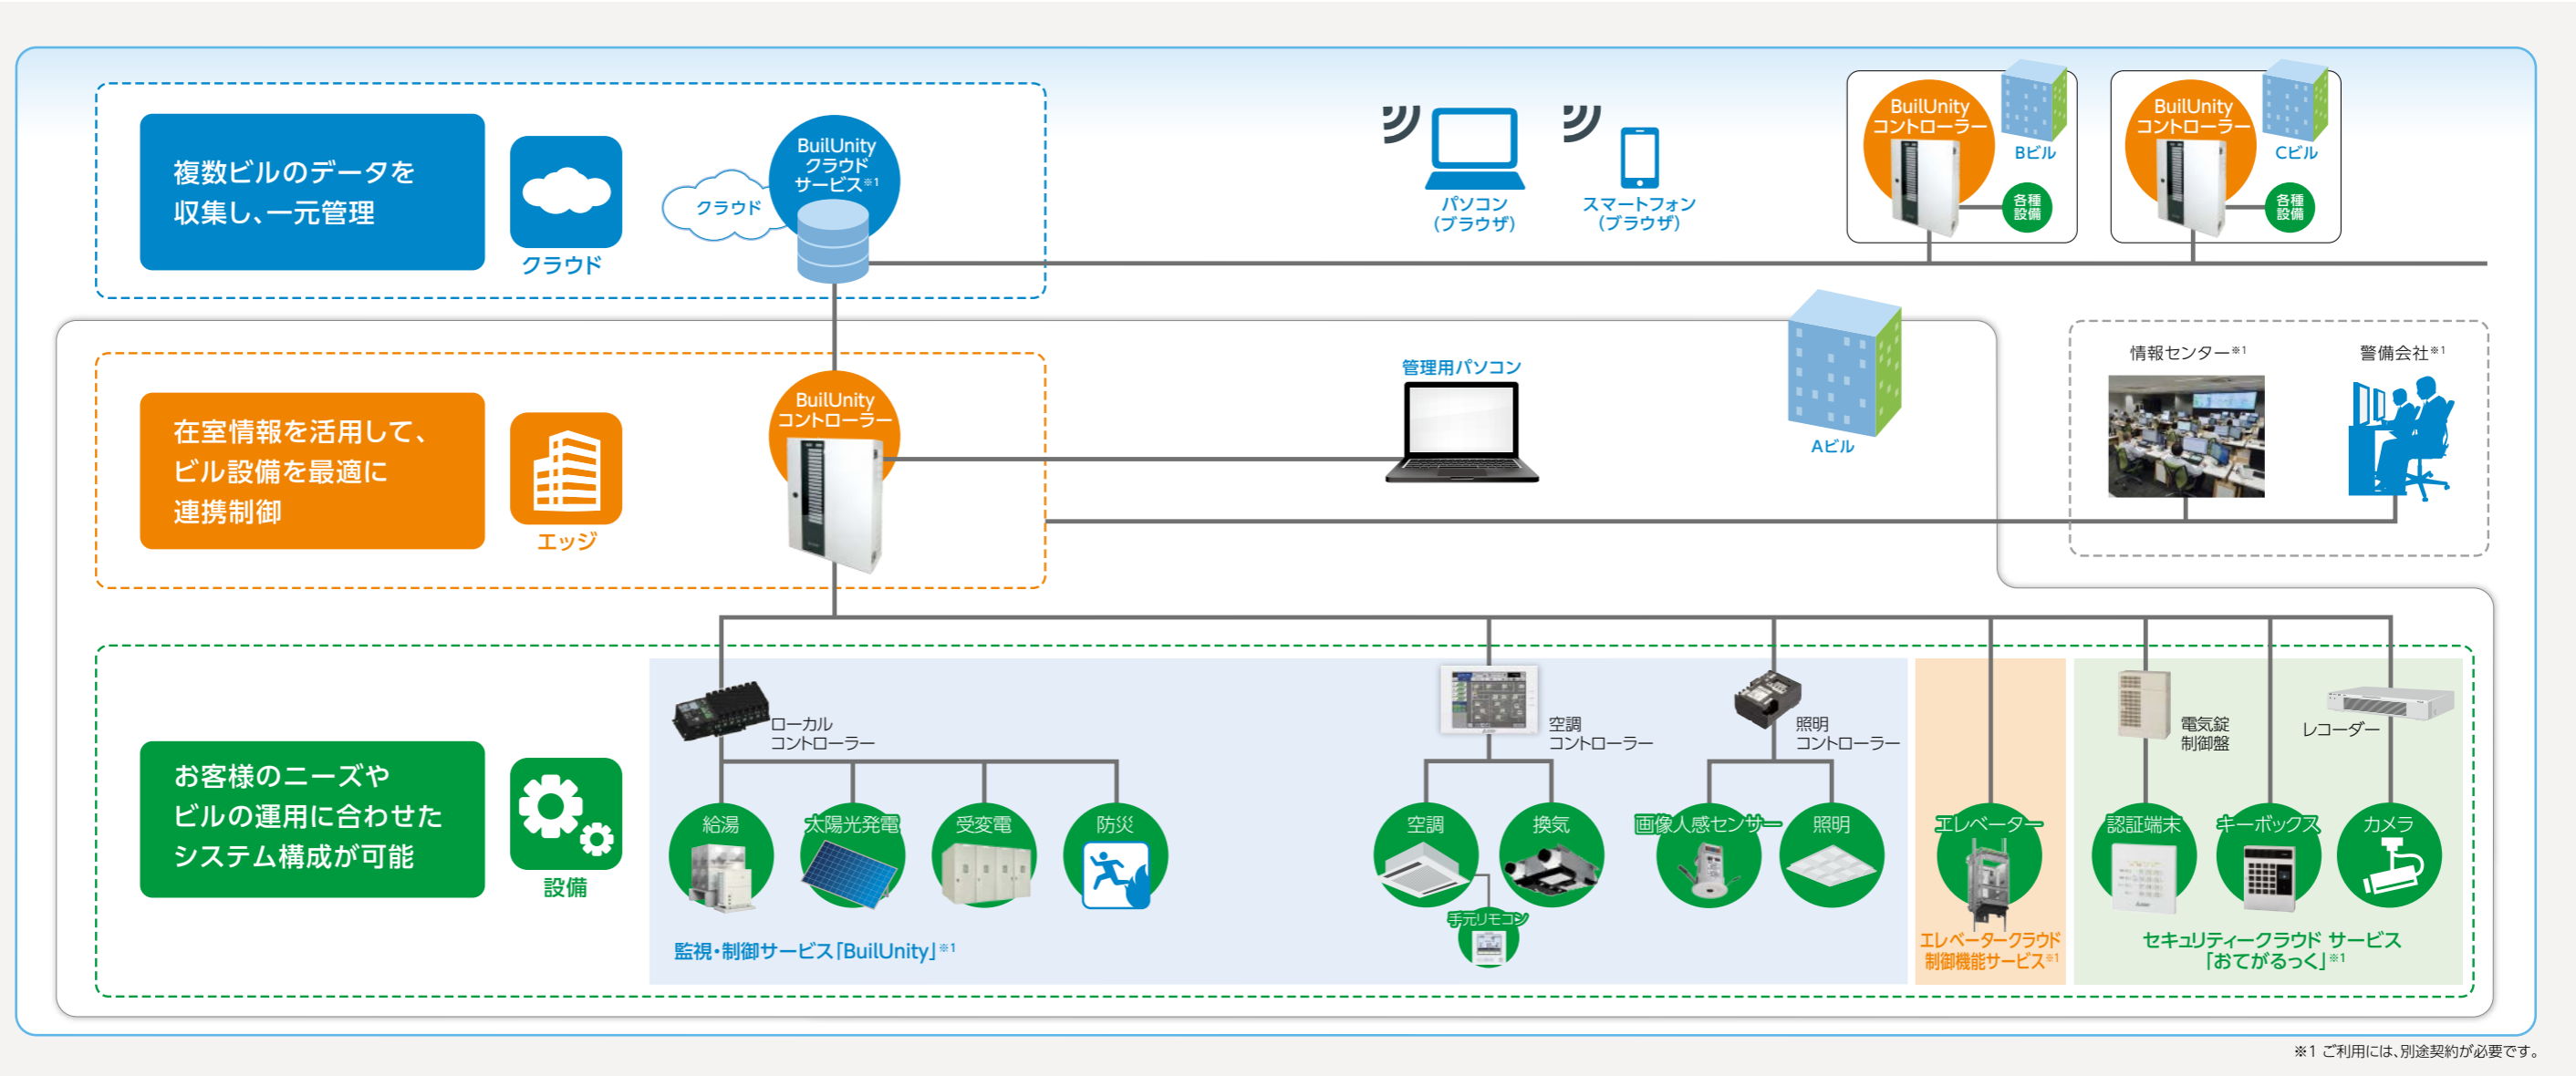 複数ビルのデータを
収集し、一元管理
クラウド
クラウド
BuilUnity
クラウド
サービス※1
パソコン
(ブラウザ)
スマートフォン
(ブラウザ)
BuilUnity
コントローラー
Bビル
各種
設備
BuilUnity
コントローラー
Cビル
各種
設備
在室情報を活用して、
ビル設備を最適に
連携制御
エッジ
BuilUnity
コントローラー
管理用パソコン
Aビル
情報センター※1
警備会社※1
お客様のニーズや
ビルの運用に合わせた
システム構成が可能
設備
ローカル
コントローラー
空調
コントローラー
照明
コントローラー
電気錠
制御盤
レコーダー
給湯
太陽光発電
受変電
防災
空調
換気
画像人感センサー
照明
エレベーター
認証端末
キーボックス
カメラ
手元リモコン
監視・制御サービス「BuilUnity」※1
エレベータークラウド
制御機能サービス※1
セキュリティークラウド サービス
「おてがるっく」※1
※1 ご利用には、別途契約が必要です。